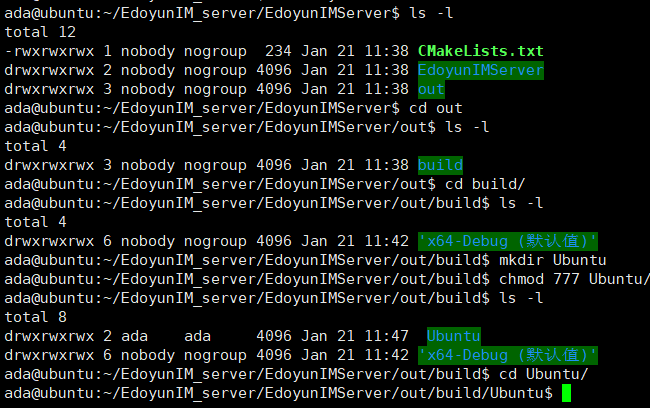 ada@ubuntu:~/EdoyunIM_server/EdoyunIMServer$ ls -l
total 12
-rwxrwxrwx 1 nobody nogroup  234 Jan 21 11:38 CMakeLists.txt
drwxrwxrwx 2 nobody nogroup 4096 Jan 21 11:38 EdoyunIMServer
drwxrwxrwx 3 nobody nogroup 4096 Jan 21 11:38 out
ada@ubuntu:~/EdoyunIM_server/EdoyunIMServer$ cd out
ada@ubuntu:~/EdoyunIM_server/EdoyunIMServer/out$ ls -l
total 4
drwxrwxrwx 3 nobody nogroup 4096 Jan 21 11:38 build
ada@ubuntu:~/EdoyunIM_server/EdoyunIMServer/out$ cd build/
ada@ubuntu:~/EdoyunIM_server/EdoyunIMServer/out/build$ ls -l
total 4
drwxrwxrwx 6 nobody nogroup 4096 Jan 21 11:42 'x64-Debug (默认值)'
ada@ubuntu:~/EdoyunIM_server/EdoyunIMServer/out/build$ mkdir Ubuntu
ada@ubuntu:~/EdoyunIM_server/EdoyunIMServer/out/build$ chmod 777 Ubuntu/
ada@ubuntu:~/EdoyunIM_server/EdoyunIMServer/out/build$ ls -l
total 8
drwxrwxrwx 2 ada    ada     4096 Jan 21 11:47  Ubuntu
drwxrwxrwx 6 nobody nogroup 4096 Jan 21 11:42 'x64-Debug (默认值)'
ada@ubuntu:~/EdoyunIM_server/EdoyunIMServer/out/build$ cd Ubuntu/
ada@ubuntu:~/EdoyunIM_server/EdoyunIMServer/out/build/Ubuntu$